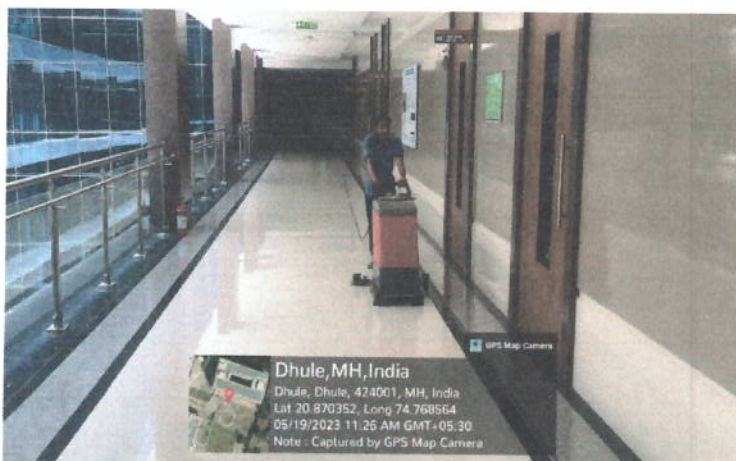 GPS Map Camera
Dhule,MH,India
Dhule, Dhule, 424001, MH, India
Lat 20.870352, Long 74.768564
05/19/2023 11:26 AM GMT+05:30
Note : Captured by GPS Map Camera